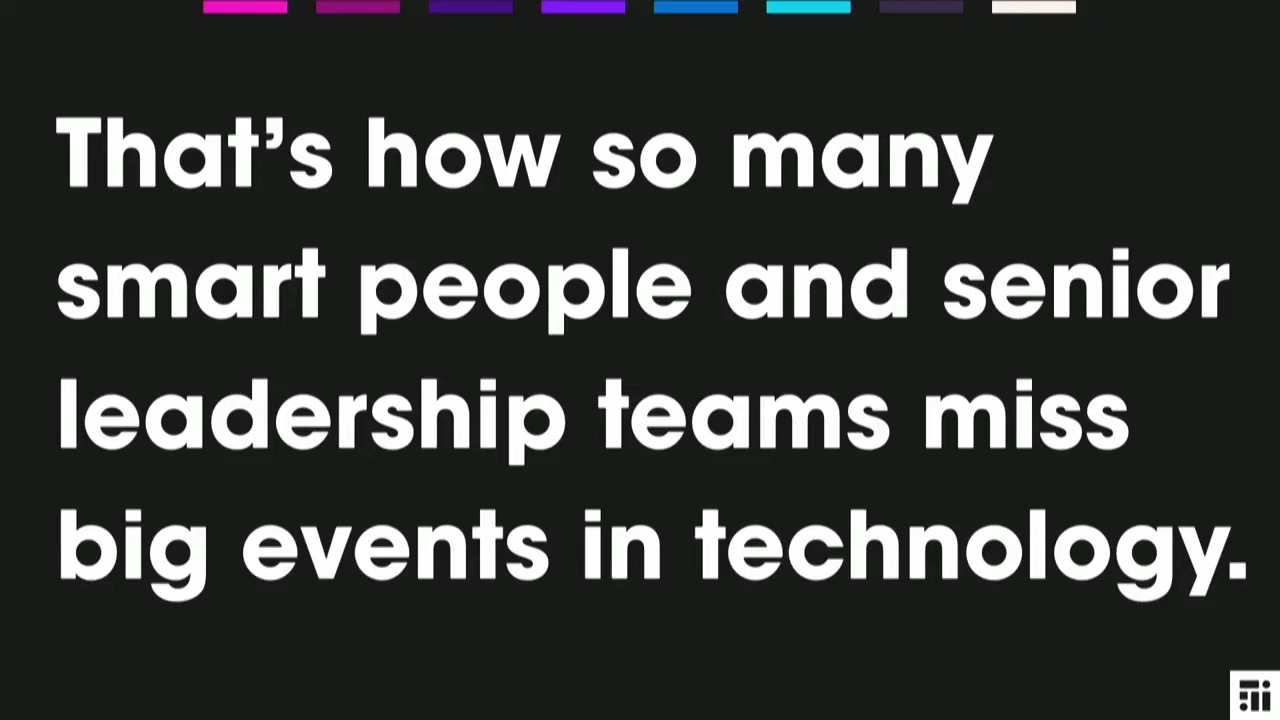 That’s how so many
smart people and senior
leadership teams miss
big events in technology.